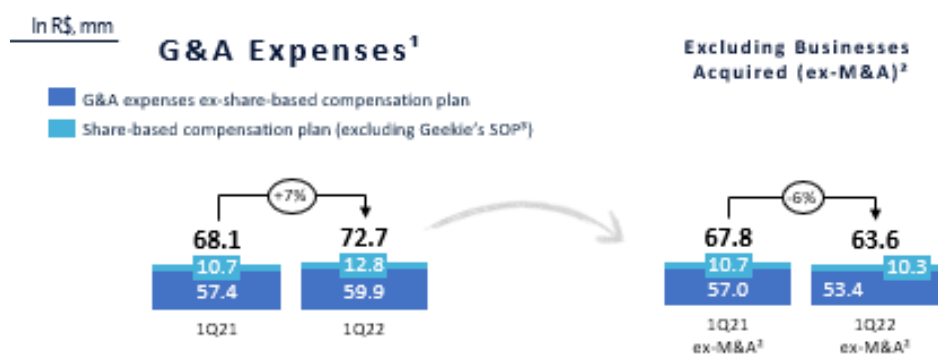 In R$, mm
G&A Expenses¹
Excluding Businesses
Acquired (ex-M&A)²
G&A expenses ex-share-based compensation plan
Share-based compensation plan (excluding Geekie's SOP³)
+7%
-6%
68.1
72.7
67.8
63.6
10.7
12.8
10.7
10.3
57.4
59.9
57.0
53.4
1Q21
1Q22
1Q21
ex-M&A²
1Q22
ex-M&A²